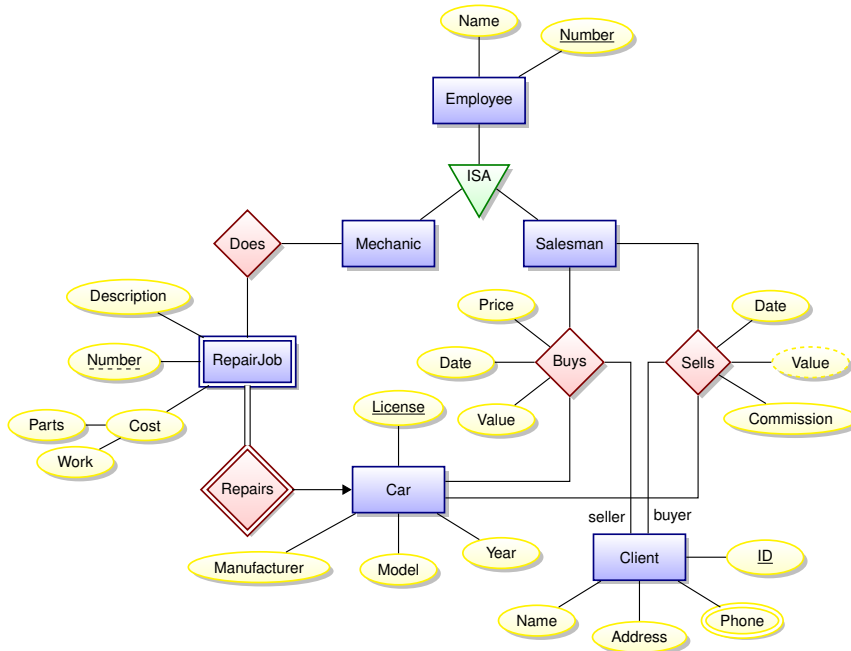 Name
Number
Employee
ISA
Does
Mechanic
Salesman
Description
Price
Date
Number
RepairJob
Date
Buys
Sells
Value
License
Value
Commission
Parts
Cost
Work
Repairs
Car
seller
buyer
Manufacturer
Model
Year
Client
ID
Name
Address
Phone